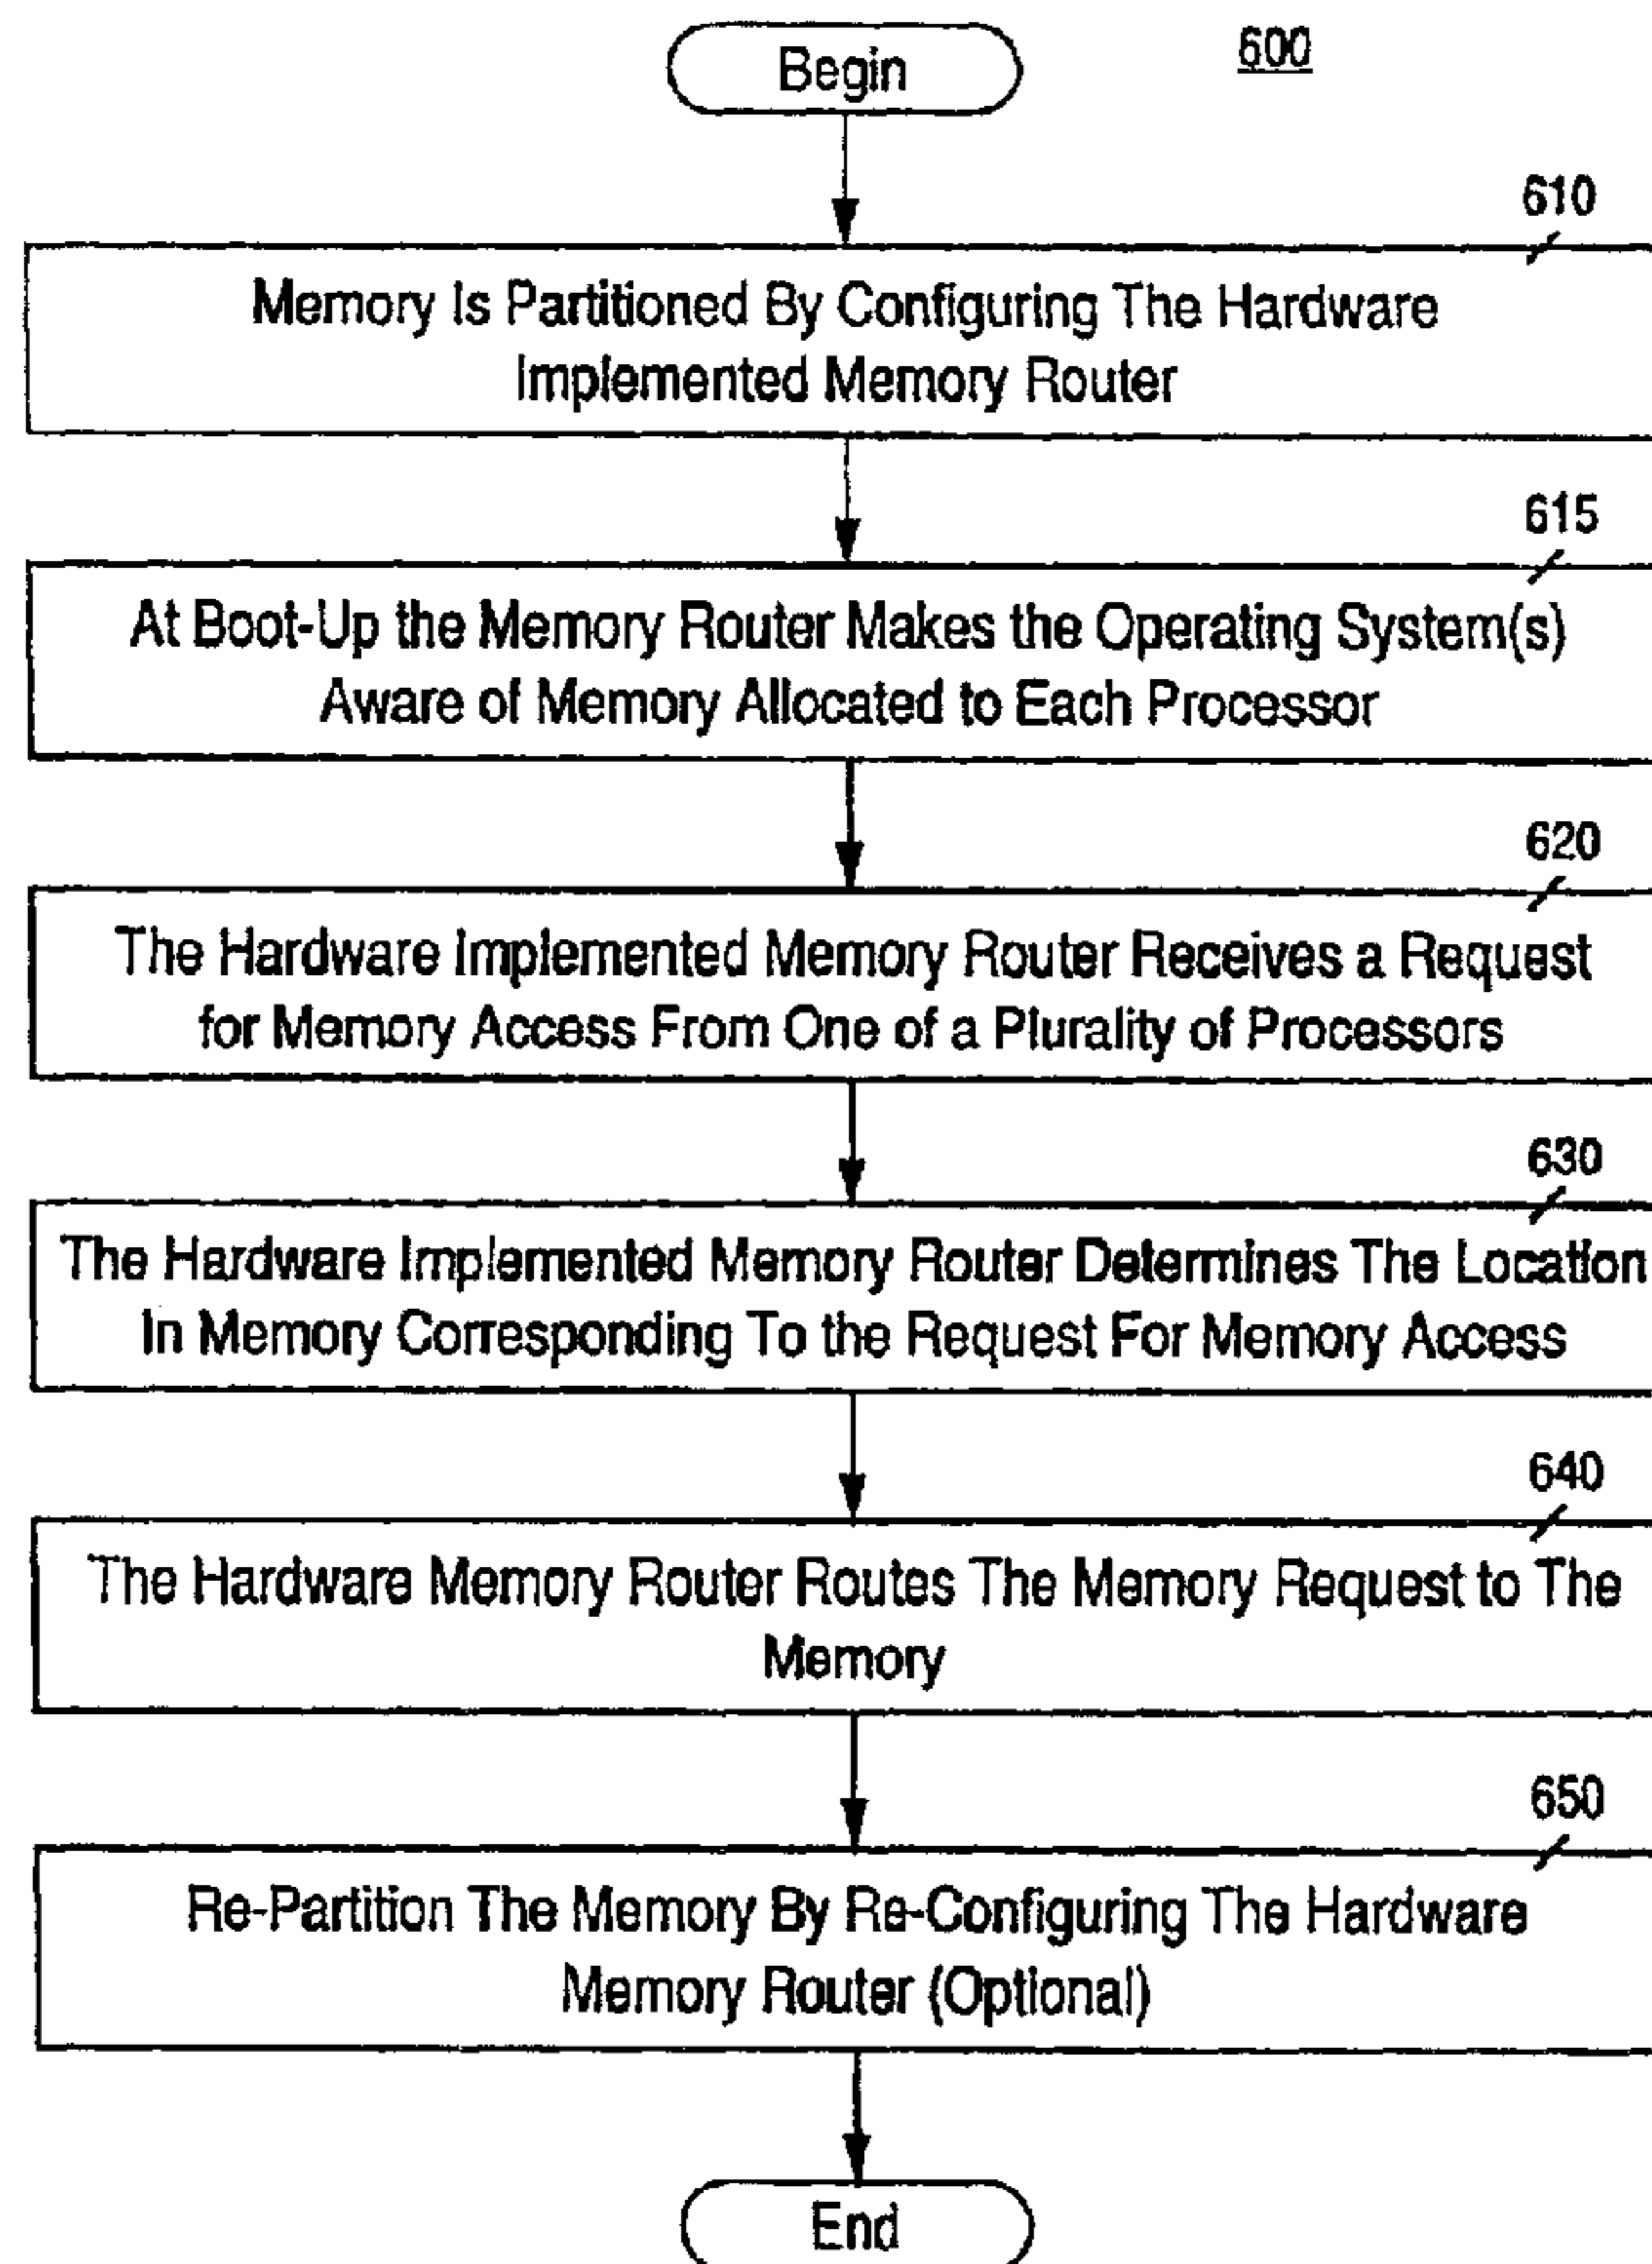 Begin
600
610
Memory Is Partitioned By Configuring The Hardware
Implemented Memory Router
615
At Boot-Up the Memory Router Makes the Operating System(s)
Aware of Memory Allocated to Each Processor
620
The Hardware Implemented Memory Router Receives a Request
for Memory Access From One of a Plurality of Processors
630
The Hardware Implemented Memory Router Determines The Location
In Memory Corresponding To the Request For Memory Access
640
The Hardware Memory Router Routes The Memory Request to The
Memory
650
Re-Partition The Memory By Re-Configuring The Hardware
Memory Router (Optional)
End